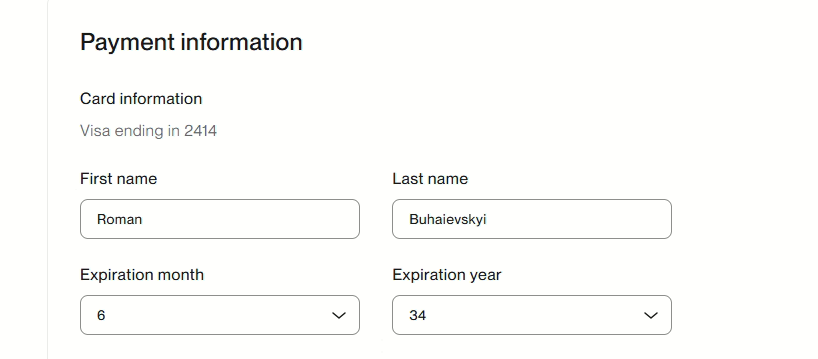 Payment information
Card information
Visa ending in 2414
First name
Last name
Roman
Buhaievskyi
Expiration month
Expiration year
6
34